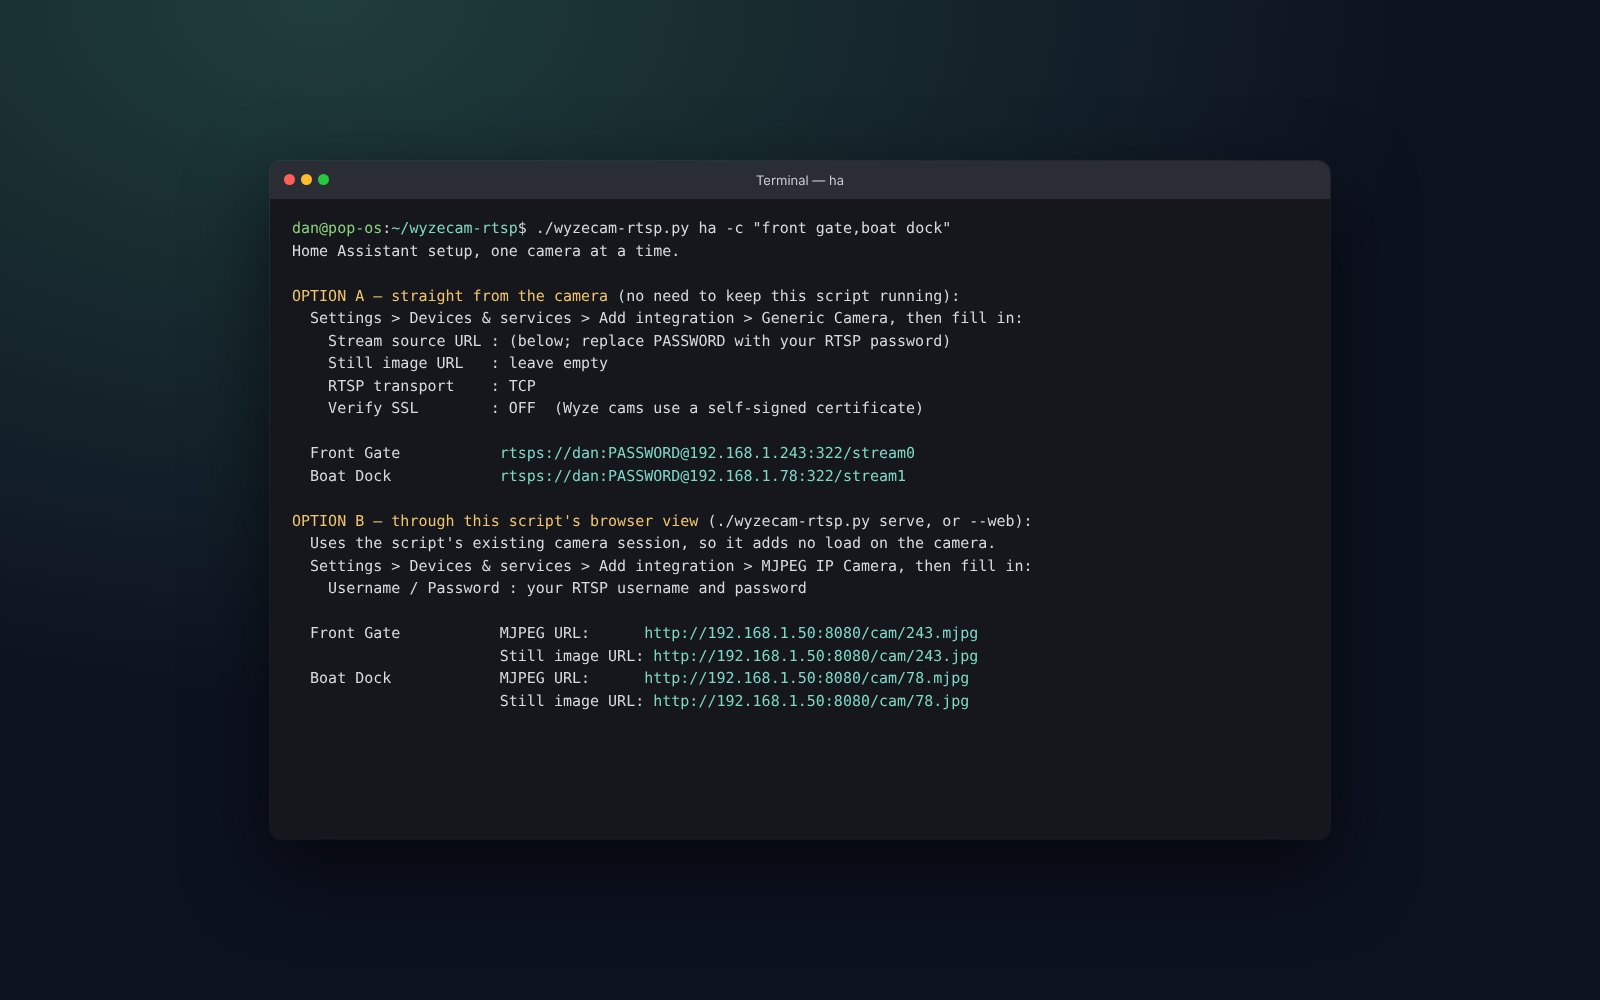 Terminal — ha
dan@pop-os:~/wyzecam-rtsp$ ./wyzecam-rtsp.py ha -c "front gate,boat dock"
Home Assistant setup, one camera at a time.
OPTION A — straight from the camera (no need to keep this script running):
Settings > Devices & services > Add integration > Generic Camera, then fill in:
Stream source URL : (below; replace PASSWORD with your RTSP password)
Still image URL   : leave empty
RTSP transport    : TCP
Verify SSL        : OFF  (Wyze cams use a self-signed certificate)
Front Gate           rtsps://dan:PASSWORD@192.168.1.243:322/stream0
Boat Dock            rtsps://dan:PASSWORD@192.168.1.78:322/stream1
OPTION B — through this script's browser view (./wyzecam-rtsp.py serve, or --web):
Uses the script's existing camera session, so it adds no load on the camera.
Settings > Devices & services > Add integration > MJPEG IP Camera, then fill in:
Username / Password : your RTSP username and password
Front Gate           MJPEG URL:      http://192.168.1.50:8080/cam/243.mjpg
Still image URL: http://192.168.1.50:8080/cam/243.jpg
Boat Dock            MJPEG URL:      http://192.168.1.50:8080/cam/78.mjpg
Still image URL: http://192.168.1.50:8080/cam/78.jpg